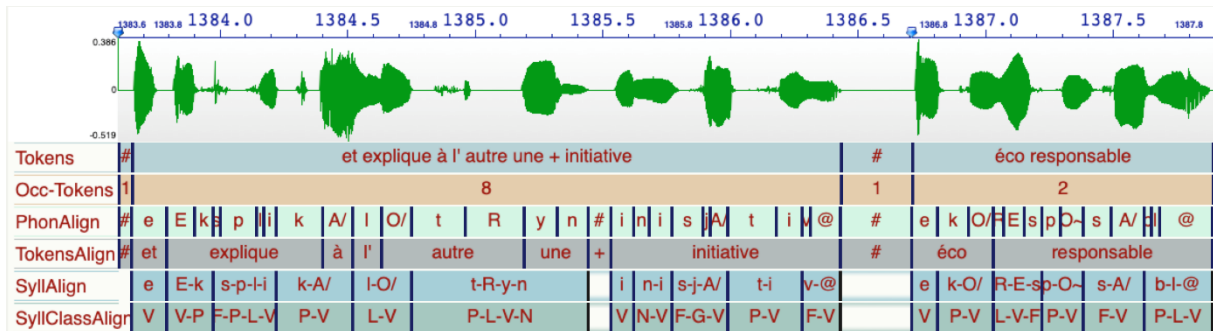 1383.6 1383.8 1384.0 1384.5 1384.8 1385.0 1385.5 1385.8 1386.0 1386.5 1386.8 1387.0 1387.5 1387.8
0.386
0
-0.519
Tokens # et explique à l' autre une + initiative # éco responsable
Occ-Tokens 1 8 1 2
PhonAlign # e E k s p l i k A/ l O/ t R y n # i n i s j A/ t i v @ # e k O/ R E s p O~ s A/ b l @
TokensAlign # et explique à l' autre une + initiative # éco responsable
SyllAlign e E-k s-p-l-i k-A/ l-O/ t-R-y-n i n-i s-j-A/ t-i v-@ e k-O/ R-E-s p-O~ s-A/ b-l-@
SyllClassAlign V V-P F-P-L-V P-V L-V P-L-V-N V N-V F-G-V P-V F-V V P-V L-V-F P-V F-V P-L-V